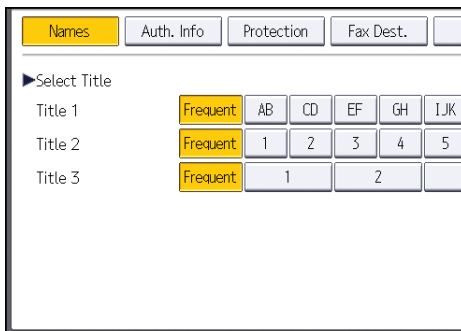 Names Auth. Info Protection Fax Dest.
▶Select Title
Title 1 Frequent AB CD EF GH IJK
Title 2 Frequent 1 2 3 4 5
Title 3 Frequent 1 2